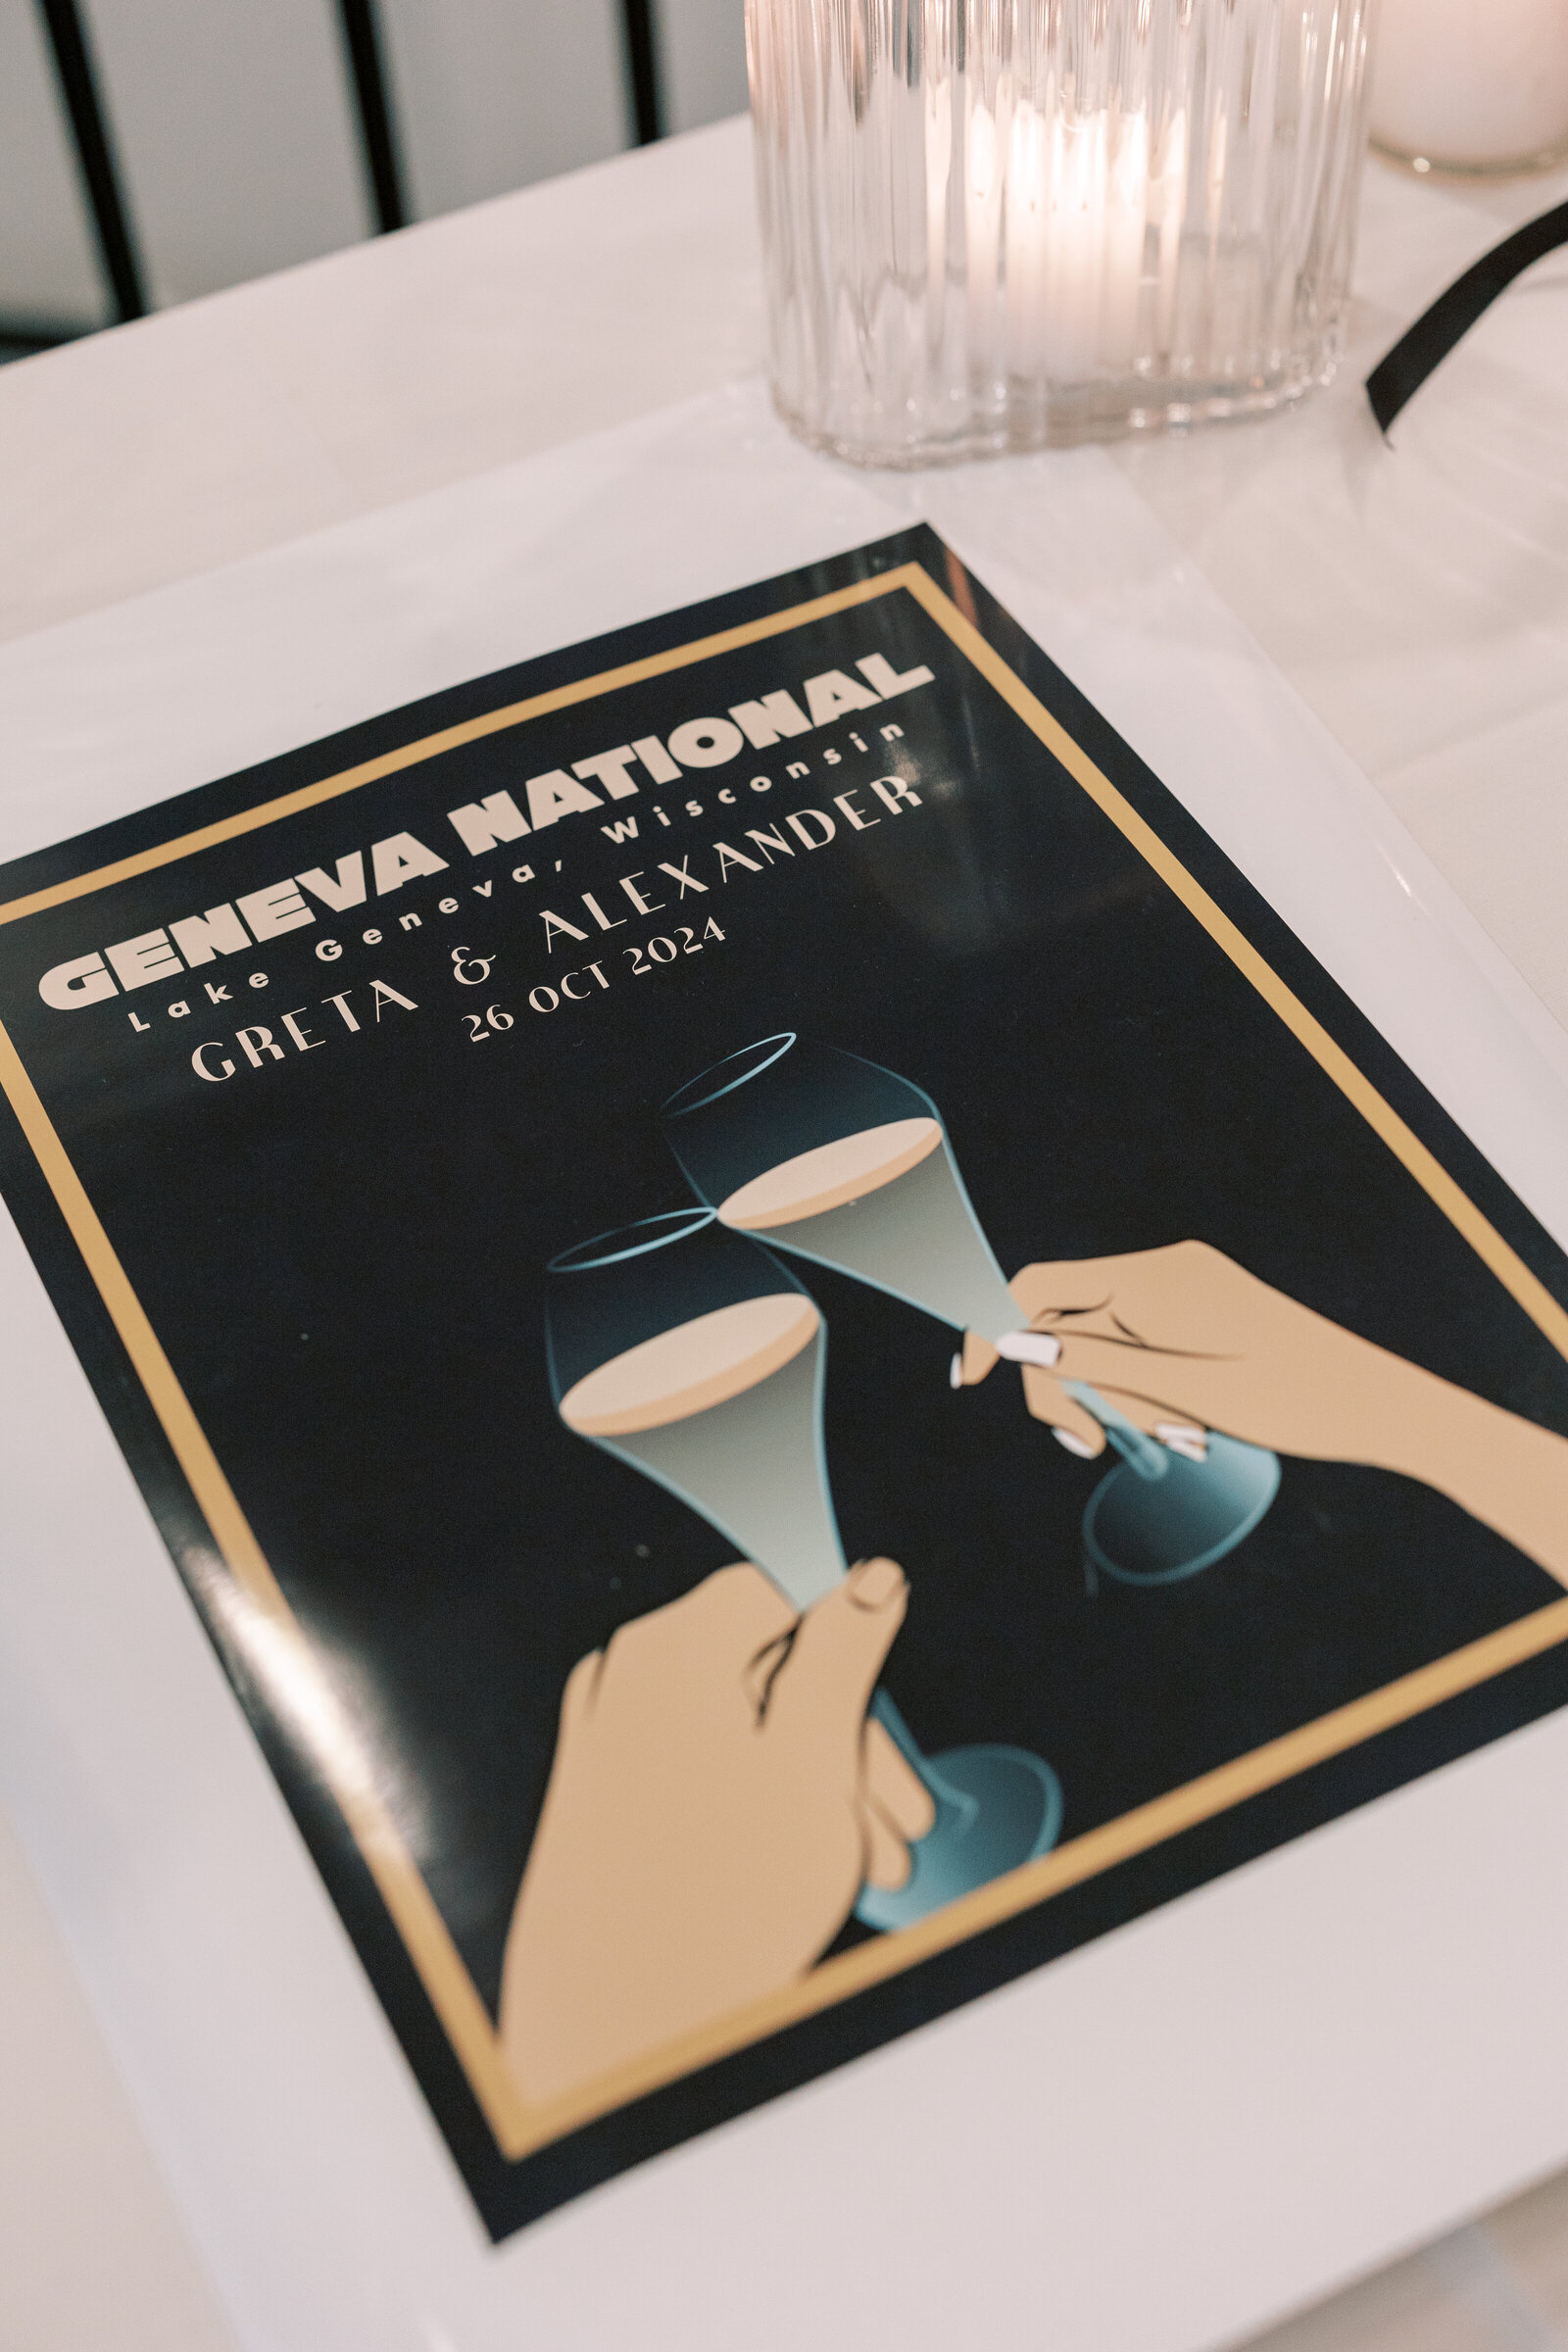 GENEVA NATIONAL
Lake Geneva, Wisconsin
GRETA & ALEXANDER
26 OCT 2024